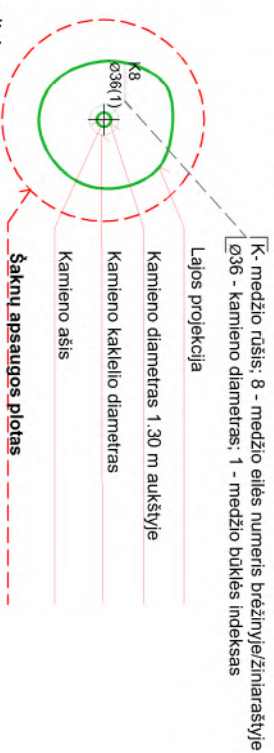 K- medžio rūšis; 8 - medžio eilės numeris brėžinyje/žiniaraštyje
Ø36 - kamieno diametras; 1 - medžio būklės indeksas
K8
Ø36(1)
Lajos projekcija
Kamieno diametras 1.30 m aukštyje
Kamieno kaklelio diametras
Kamieno ašis
Šaknų apsaugos plotas